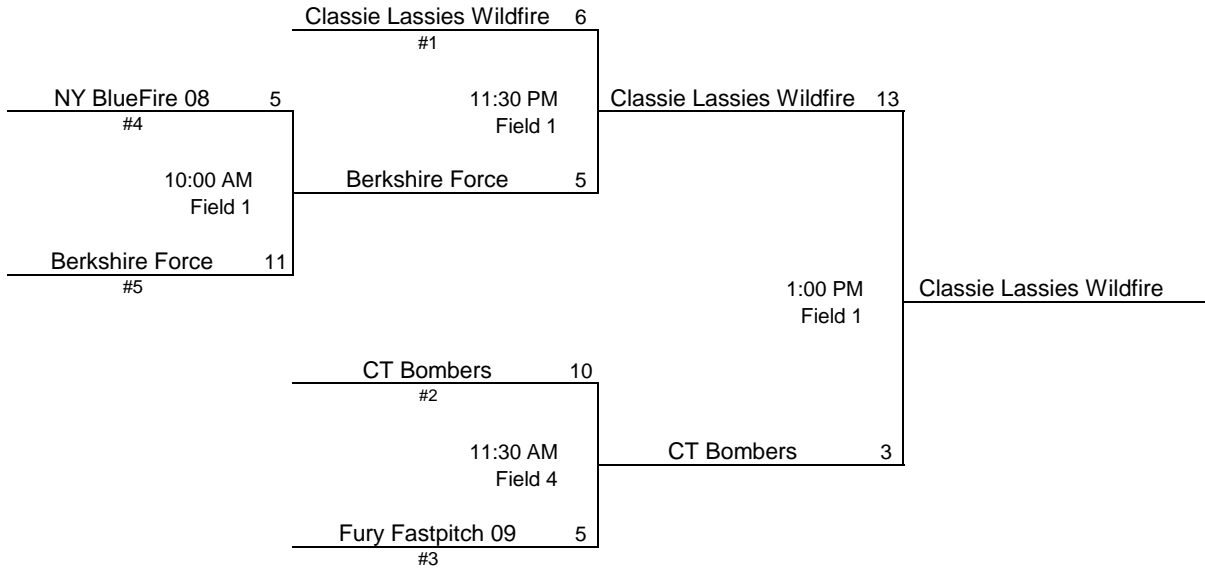 Classie Lassies Wildfire 6
#1
NY BlueFire 08 5
#4
11:30 PM
Field 1
Classie Lassies Wildfire 13
10:00 AM
Field 1
Berkshire Force 5
Berkshire Force 11
#5
1:00 PM
Field 1
Classie Lassies Wildfire
CT Bombers 10
#2
11:30 AM
Field 4
CT Bombers 3
Fury Fastpitch 09 5
#3